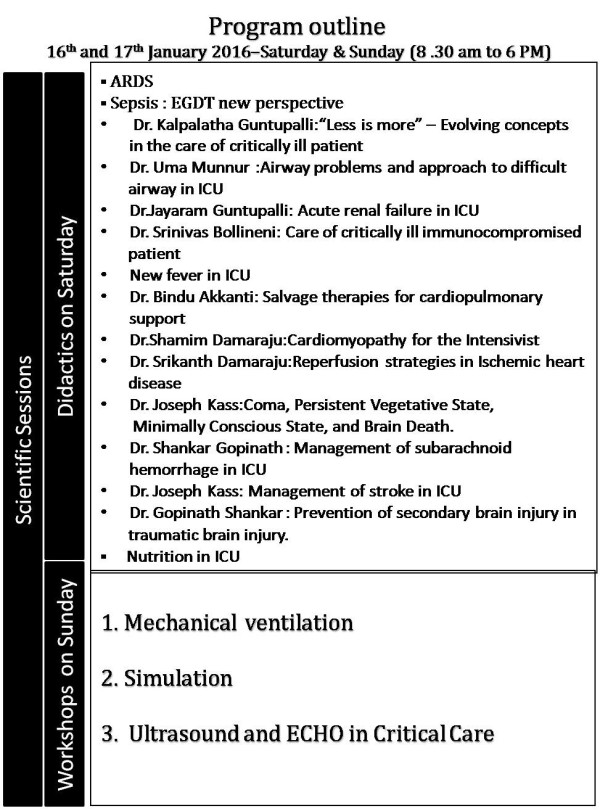 Program outline
16th and 17th January 2016–Saturday & Sunday (8 .30 am to 6 PM)
Scientific Sessions
Didactics on Saturday
▪ ARDS
▪ Sepsis : EGDT new perspective
• Dr. Kalpalatha Guntupalli:“Less is more” – Evolving concepts
in the care of critically ill patient
• Dr. Uma Munnur :Airway problems and approach to difficult
airway in ICU
• Dr.Jayaram Guntupalli: Acute renal failure in ICU
• Dr. Srinivas Bollineni: Care of critically ill immunocompromised
patient
• New fever in ICU
• Dr. Bindu Akkanti: Salvage therapies for cardiopulmonary
support
• Dr.Shamim Damaraju:Cardiomyopathy for the Intensivist
• Dr. Srikanth Damaraju:Reperfusion strategies in Ischemic heart
disease
• Dr. Joseph Kass:Coma, Persistent Vegetative State,
Minimally Conscious State, and Brain Death.
• Dr. Shankar Gopinath : Management of subarachnoid
hemorrhage in ICU
• Dr. Joseph Kass: Management of stroke in ICU
• Dr. Gopinath Shankar : Prevention of secondary brain injury in
traumatic brain injury.
▪ Nutrition in ICU
Workshops on Sunday
1. Mechanical ventilation
2. Simulation
3. Ultrasound and ECHO in Critical Care